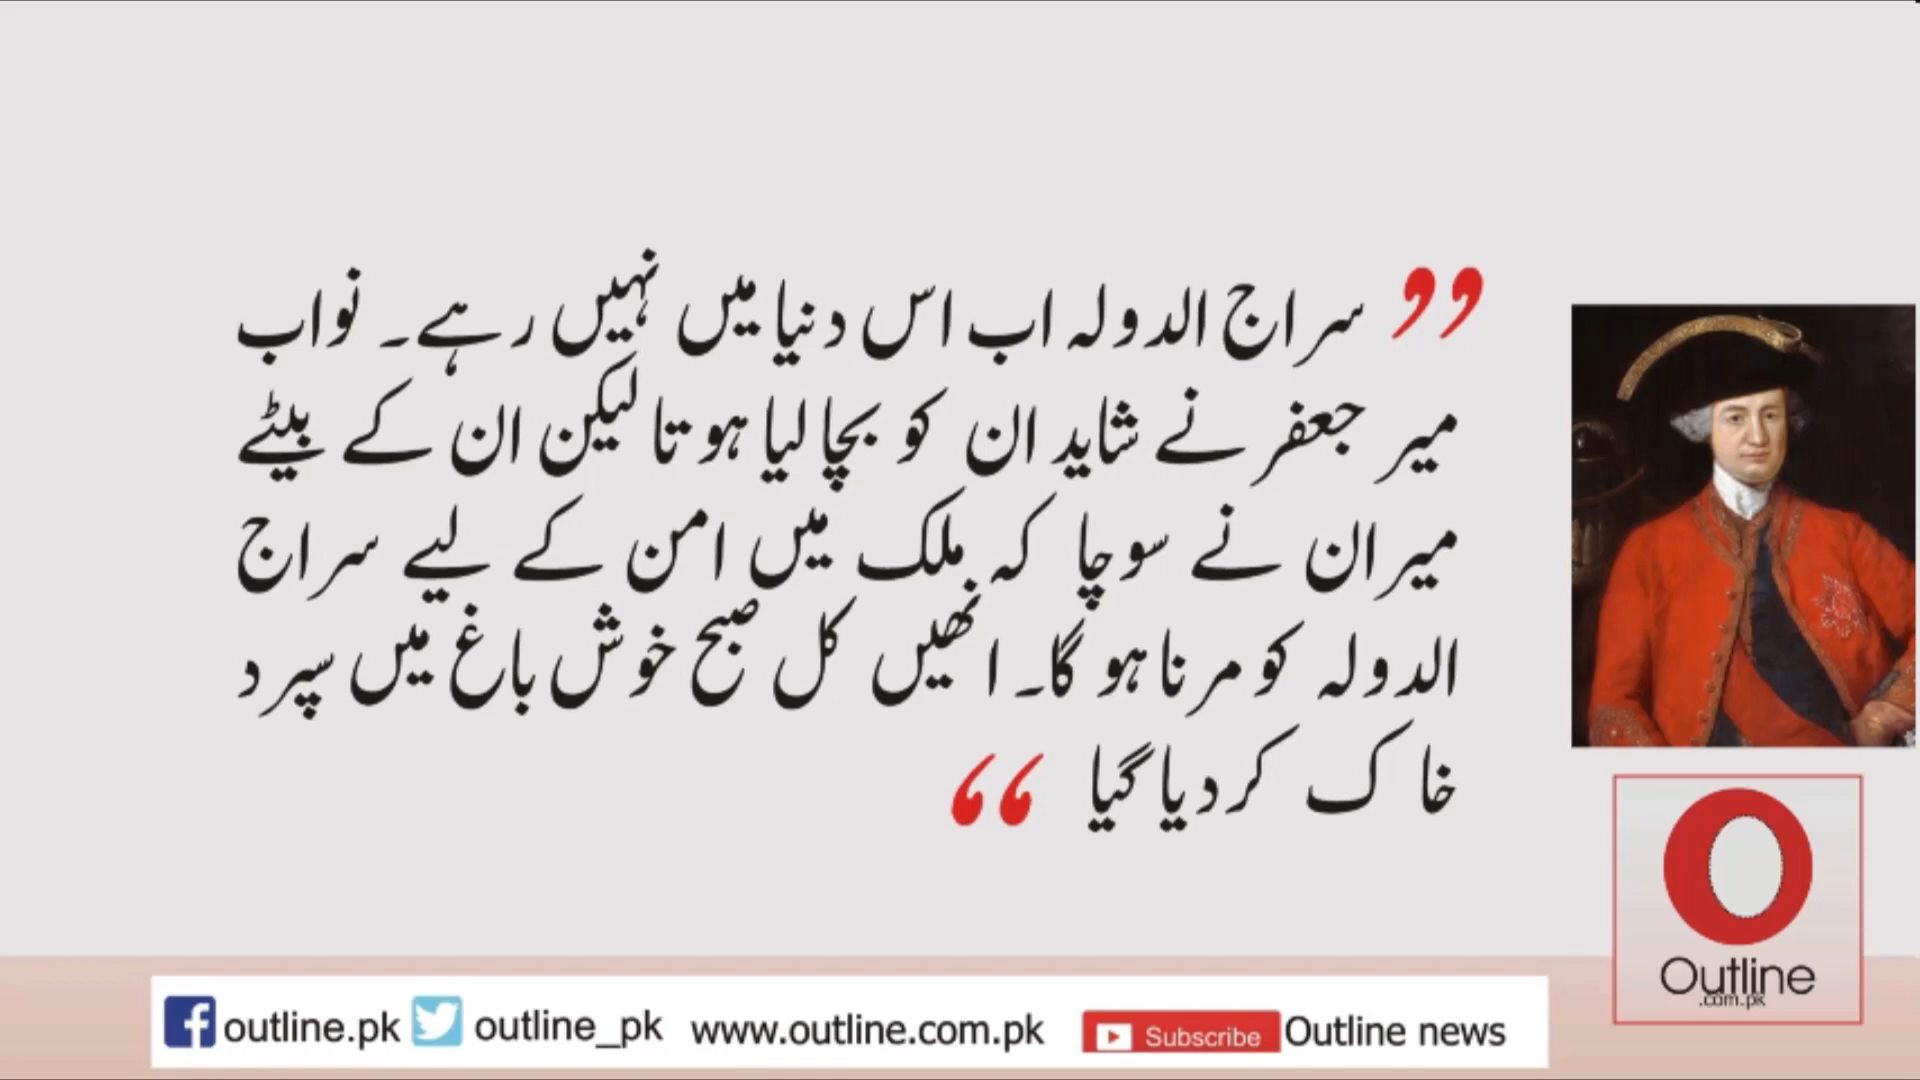 ” سراج الدولہ اب اس دنیا میں نہیں رہے۔ نواب
میر جعفر نے شاید ان کو بچا لیا ہوتا لیکن ان کے بیٹے
میران نے سوچا کہ ملک میں امن کے لیے سراج
الدولہ کو مرنا ہو گا۔ انھیں کل صبح خوش باغ میں سپرد
خاک کر دیا گیا “
Outline
.com.pk
outline.pk outline_pk www.outline.com.pk Subscribe Outline news